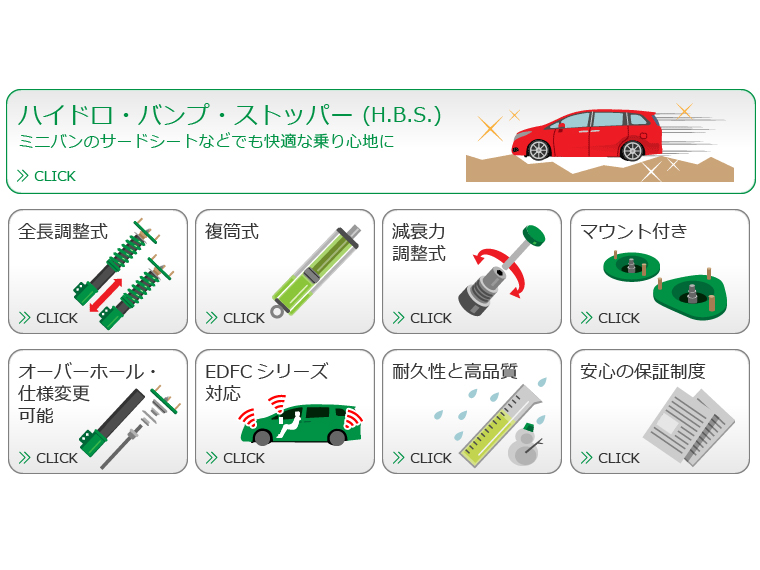 ハイドロ・バンプ・ストッパー (H.B.S.)
ミニバンのサードシートなどでも快適な乗り心地に
CLICK
全長調整式
CLICK
複筒式
CLICK
減衰力
調整式
CLICK
マウント付き
CLICK
オーバーホール・
仕様変更
可能
CLICK
EDFC シリーズ
対応
CLICK
耐久性と高品質
CLICK
安心の保証制度
CLICK